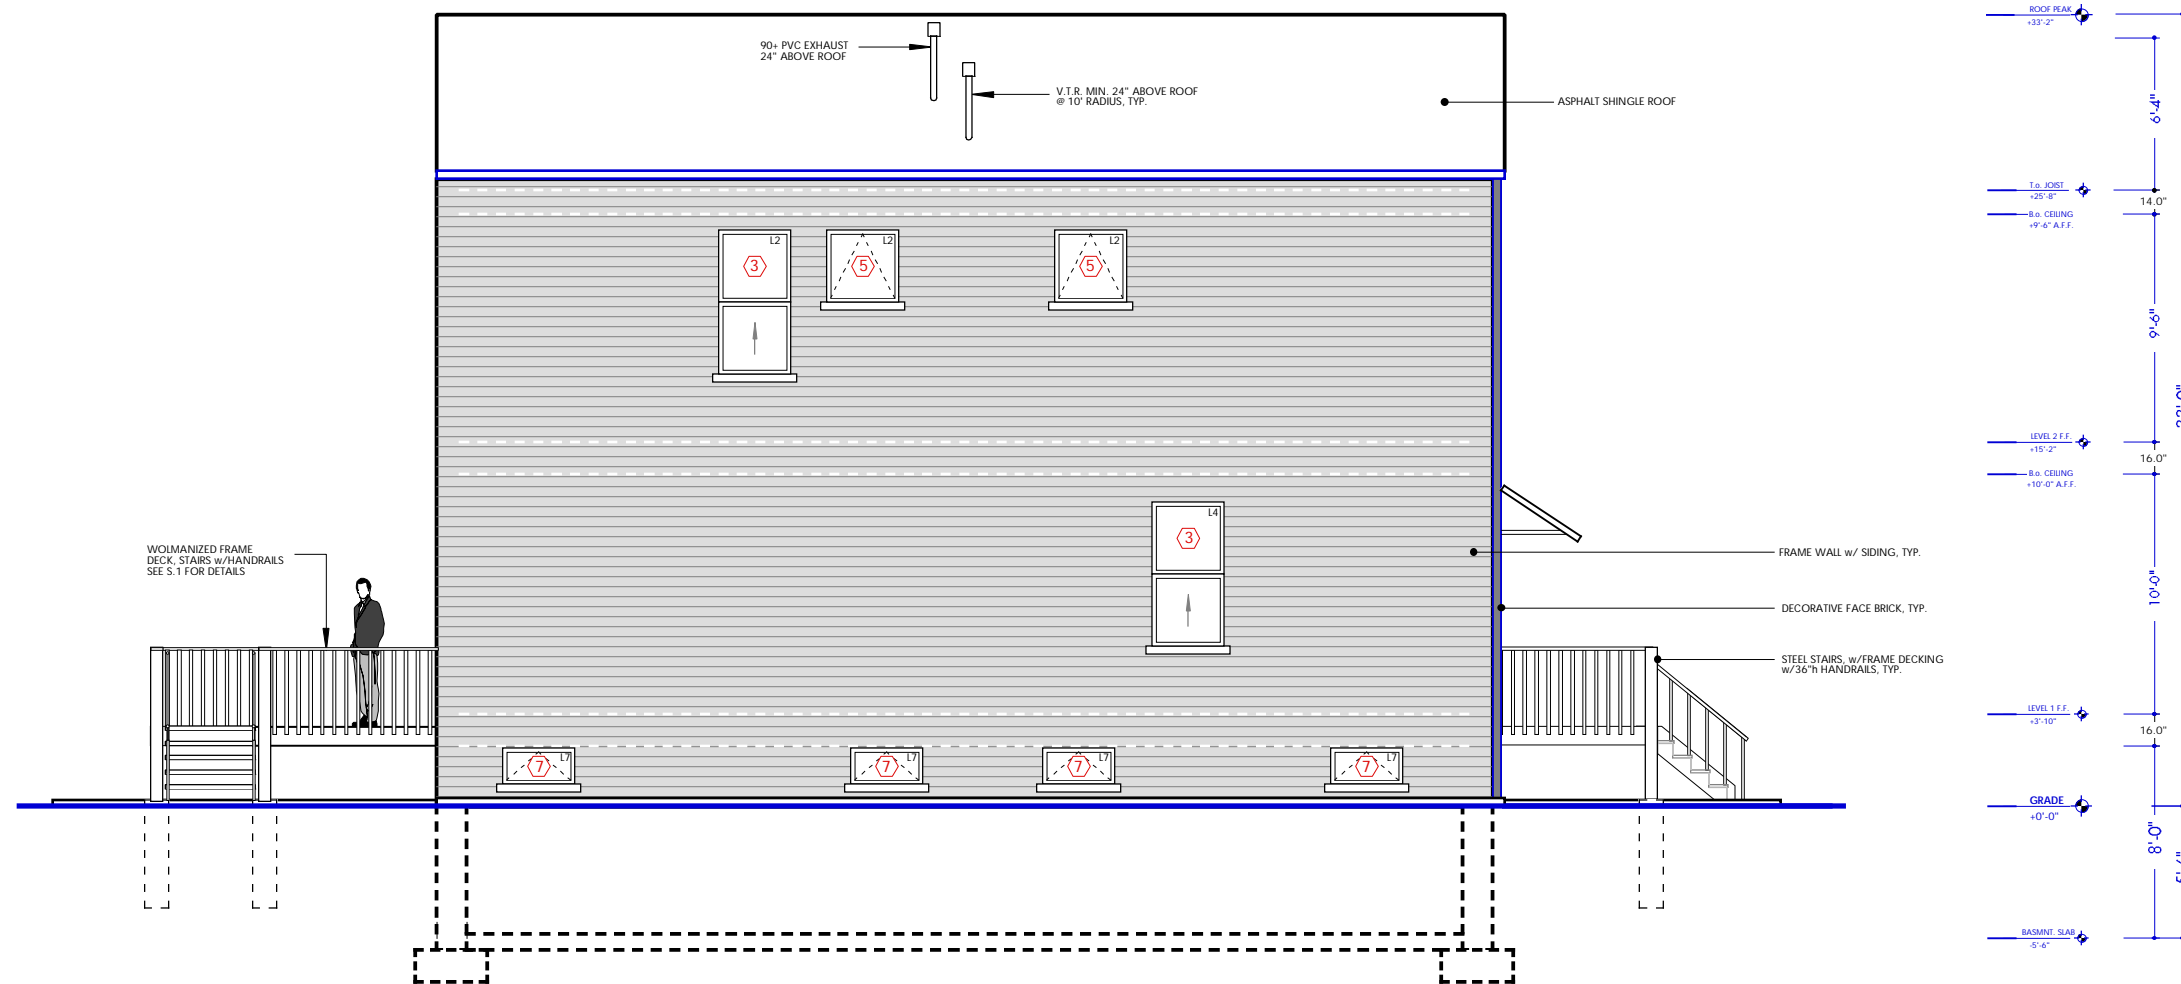 ROOF PEAK
+33'-2"
90+ PVC EXHAUST
24" ABOVE ROOF
V.T.R. MIN. 24" ABOVE ROOF
@ 10' RADIUS, TYP.
ASPHALT SHINGLE ROOF
6'-4"
T.o. JOIST
+25'-8"
14.0"
B.o. CEILING
+9'-6" A.F.F.
L2
L2
L2
3
5
5
9'-6"
LEVEL 2 F.F.
+15'-2"
16.0"
B.o. CEILING
+10'-0" A.F.F.
L4
3
WOLMANIZED FRAME
DECK, STAIRS w/HANDRAILS
SEE S.1 FOR DETAILS
FRAME WALL w/ SIDING, TYP.
10'-0"
DECORATIVE FACE BRICK, TYP.
STEEL STAIRS, w/FRAME DECKING
w/36"h HANDRAILS, TYP.
LEVEL 1 F.F.
+3'-10"
16.0"
L7
L7
L7
L7
7
7
7
7
GRADE
+0'-0"
8'-0"
BASMNT. SLAB
-5'-6"